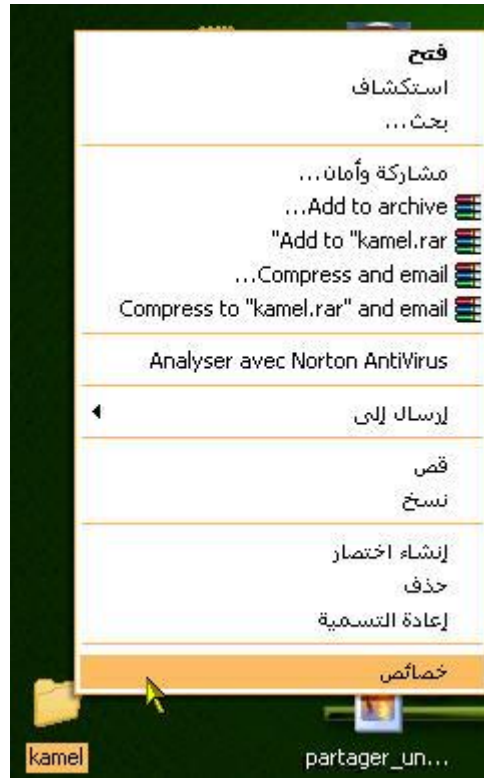 فتح
استكشاف
بحث...
مشاركة وأمان...
Add to archive...
Add to "kamel.rar"
Compress and email...
Compress to "kamel.rar" and email
Analyser avec Norton AntiVirus
إرسال إلى
قص
نسخ
إنشاء اختصار
حذف
إعادة التسمية
خصائص
kamel
partager_un...